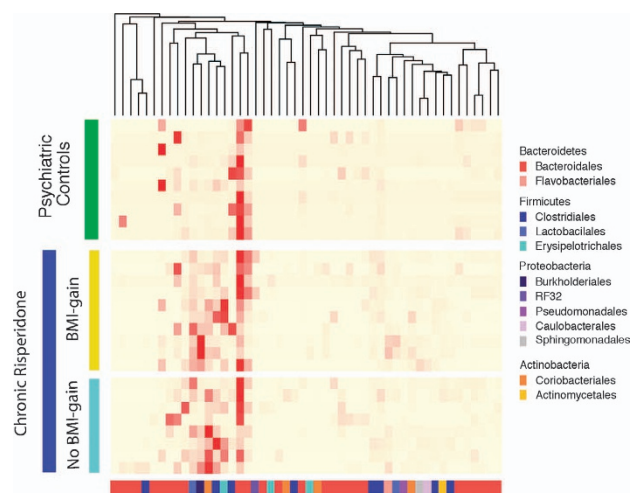 Psychiatric
Controls
Chronic Risperidone
BMI-gain
No BMI-gain
Bacteroidetes
Bacteroidales
Flavobacteriales
Firmicutes
Clostridiales
Lactobacilales
Erysipelotrichales
Proteobacteria
Burkholderiales
RF32
Pseudomonadales
Caulobacterales
Sphingomonadales
Actinobacteria
Coriobacteriales
Actinomycetales